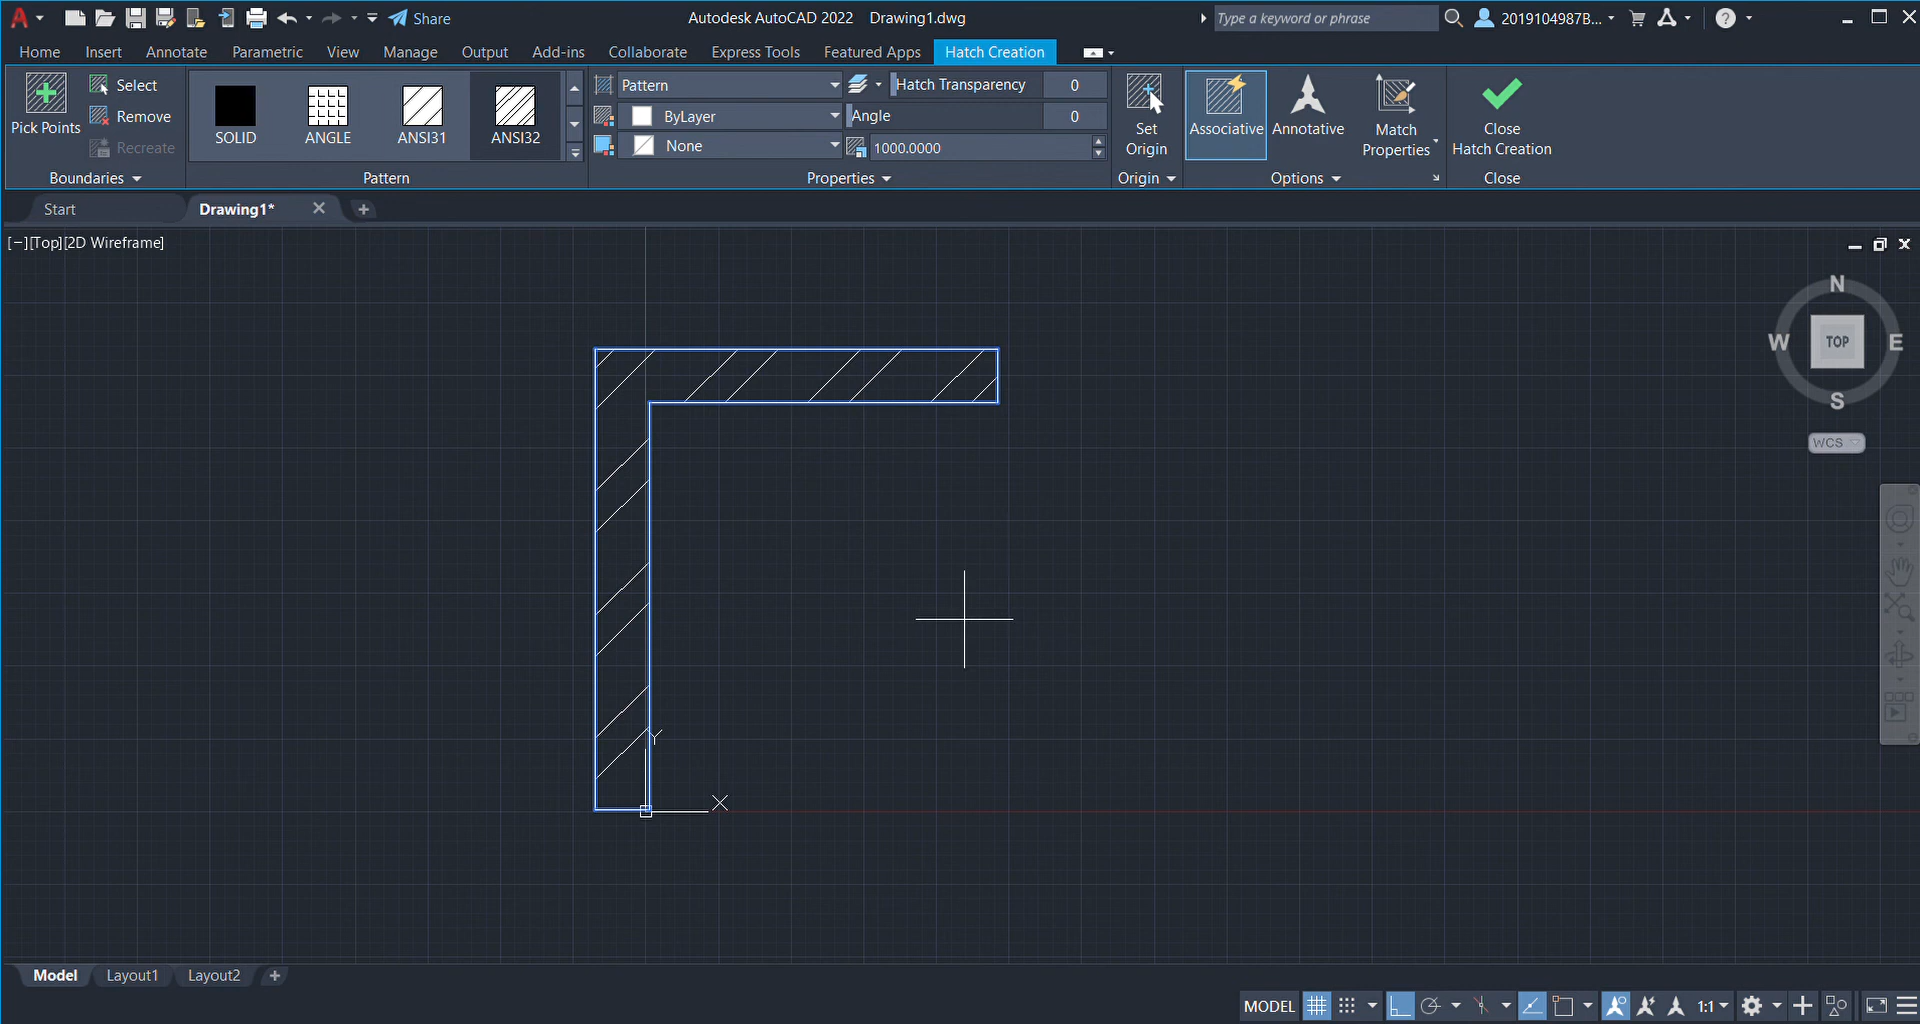 Share
Autodesk AutoCAD 2022 Drawing1.dwg
Type a keyword or phrase
2019104987B...
Home Insert Annotate Parametric View Manage Output Add-ins Collaborate Express Tools Featured Apps Hatch Creation
Pick Points
Select
Remove
Recreate
Boundaries
SOLID
ANGLE
ANSI31
ANSI32
Pattern
Pattern
ByLayer
None
Hatch Transparency 0
Angle 0
1000.0000
Properties
Set
Origin
Origin
Associative
Annotative
Match
Properties
Options
Close
Hatch Creation
Close
Start
Drawing1*
[−][Top][2D Wireframe]
N
W
TOP
E
S
WCS
Y
X
Model Layout1 Layout2
MODEL
1:1